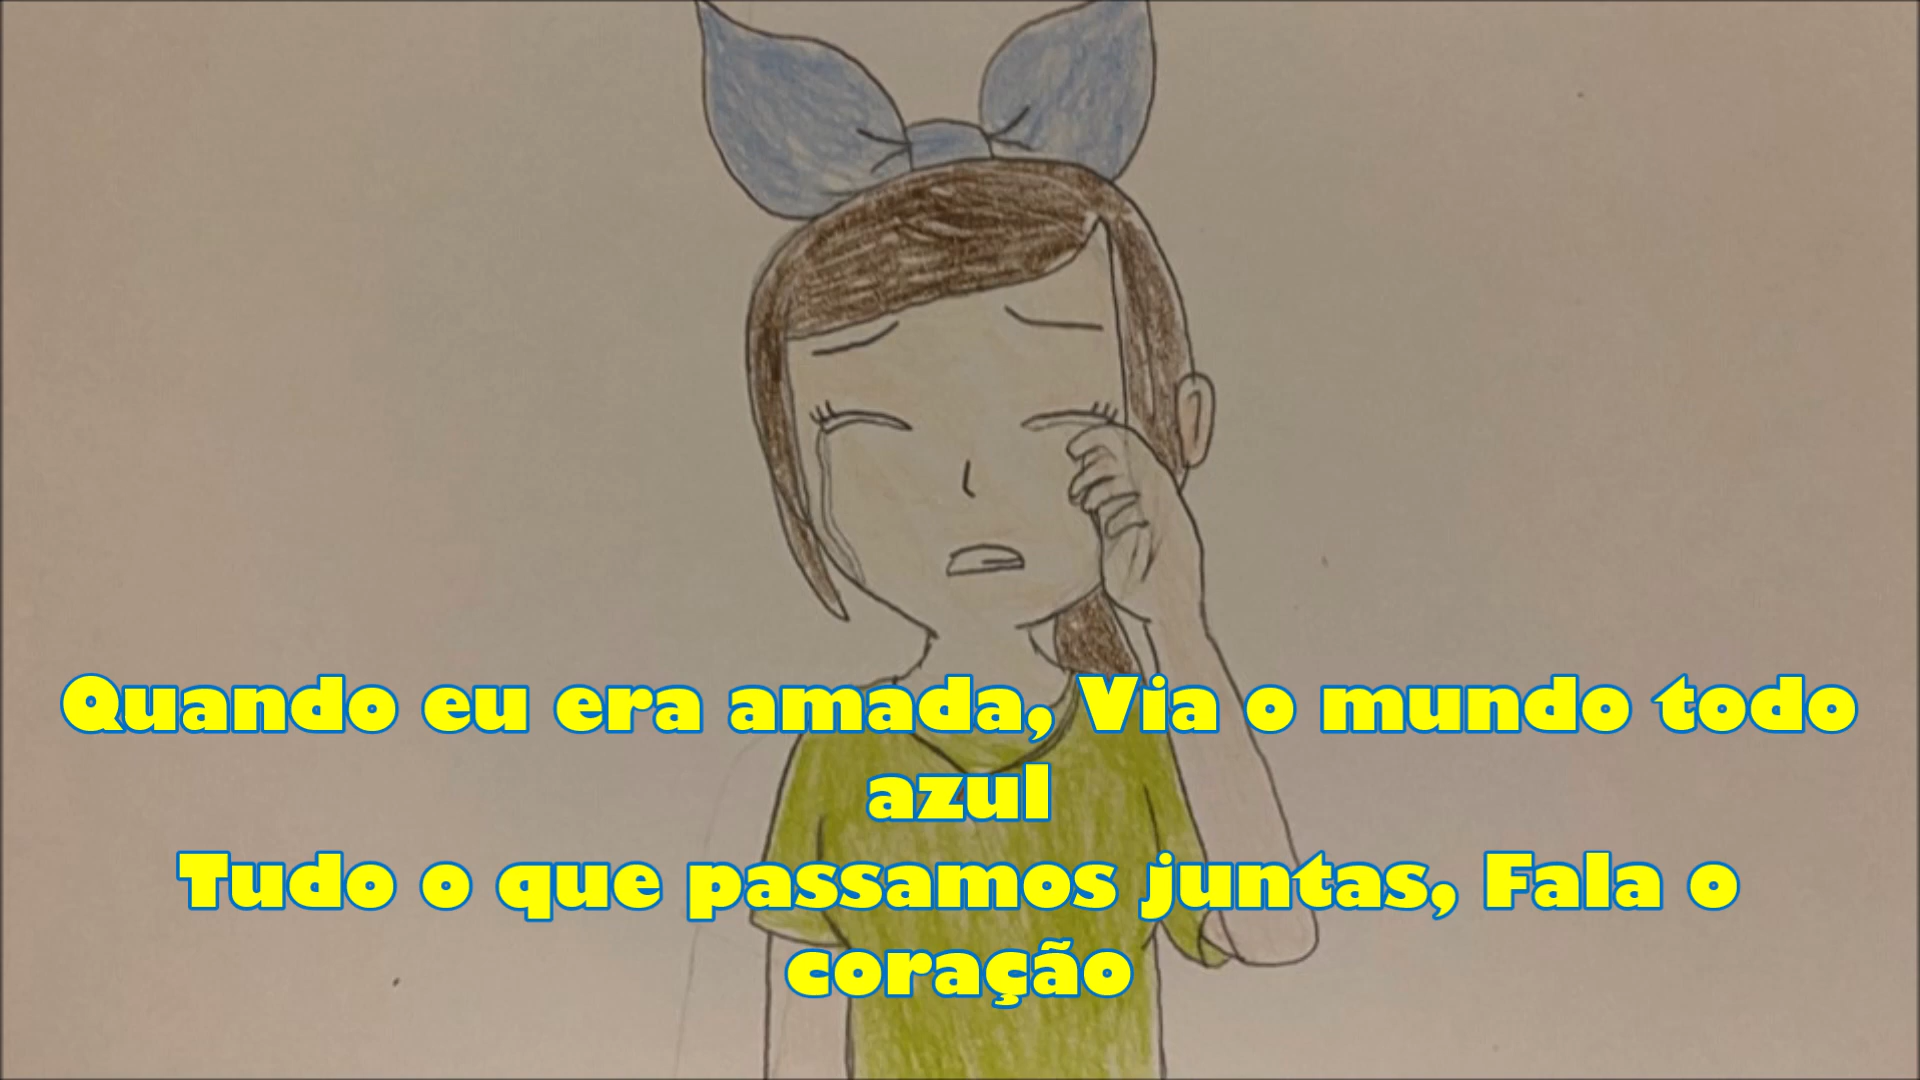 Quando eu era amada, Via o mundo todo
azul
Tudo o que passamos juntas, Fala o
coração